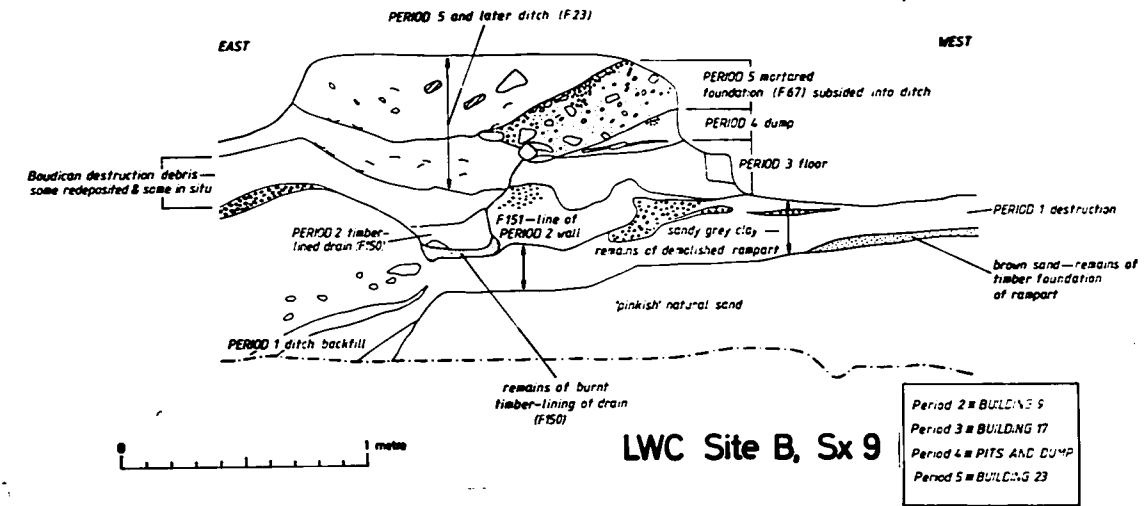 PERIOD 5 and later ditch (F23)
EAST
WEST
PERIOD 5 mortared
foundation (F67) subsided into ditch
PERIOD 4 dump
PERIOD 3 floor
Boudican destruction debris—
some redeposited & some in situ
PERIOD 1 destruction
F151—line of
PERIOD 2 wall
PERIOD 2 timber-
lined drain (F150)
sandy grey clay
remains of demolished rampart
brown sand—remains of
timber foundation
of rampart
'pinkish' natural sand
PERIOD 1 ditch backfill
remains of burnt
timber-lining of drain
(F150)
0 1 metre
LWC Site B, Sx 9
Period 2 = BUILDING 9
Period 3 = BUILDING 17
Period 4 = PITS AND DUMP
Period 5 = BUILDING 23